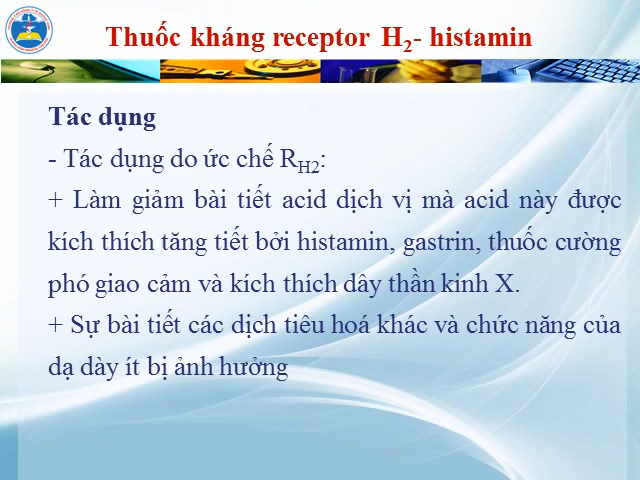 Thuốc kháng receptor H₂- histamin
Tác dụng
- Tác dụng do ức chế R_H2:
+ Làm giảm bài tiết acid dịch vị mà acid này được
kích thích tăng tiết bởi histamin, gastrin, thuốc cường
phó giao cảm và kích thích dây thần kinh X.
+ Sự bài tiết các dịch tiêu hoá khác và chức năng của
dạ dày ít bị ảnh hưởng